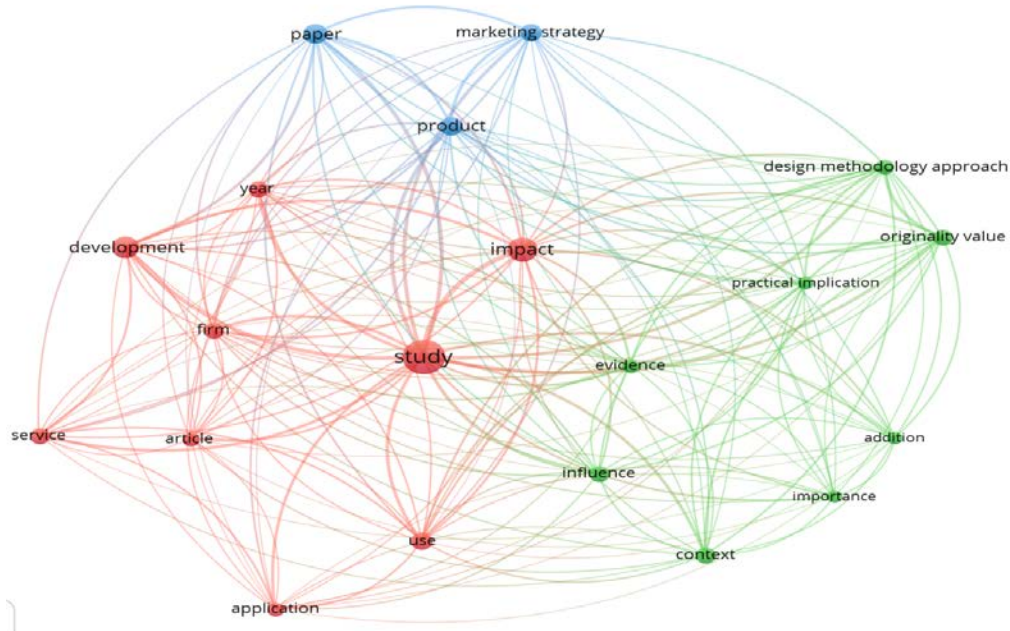 paper
marketing strategy
product
design methodology approach
year
originality value
development
impact
practical implication
firm
study
evidence
service
article
addition
influence
importance
use
context
application